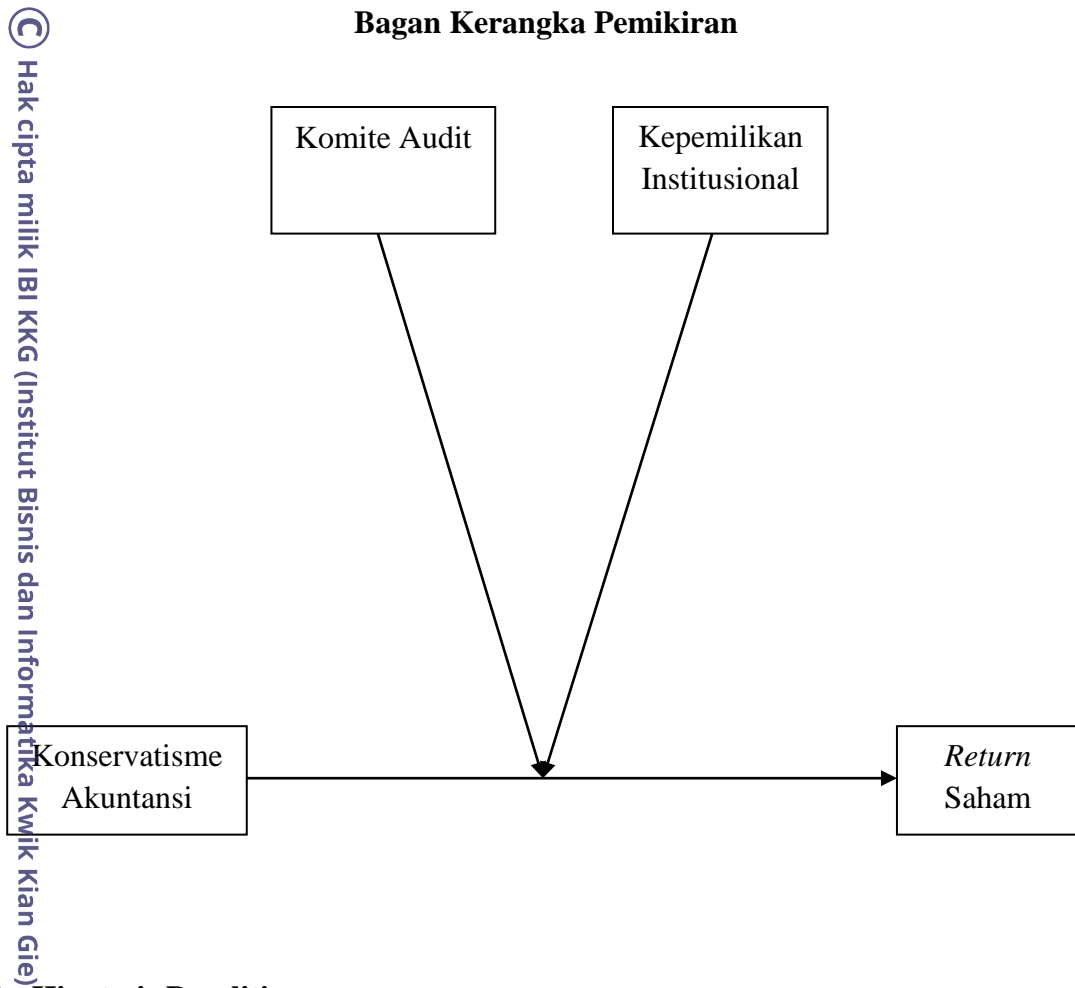 Bagan Kerangka Pemikiran
Komite Audit
Kepemilikan
Institusional
Konservatisme
Akuntansi
Return
Saham
© Hak cipta milik IBI KKG (Institut Bisnis dan Informatika Kwik Kian Gie)